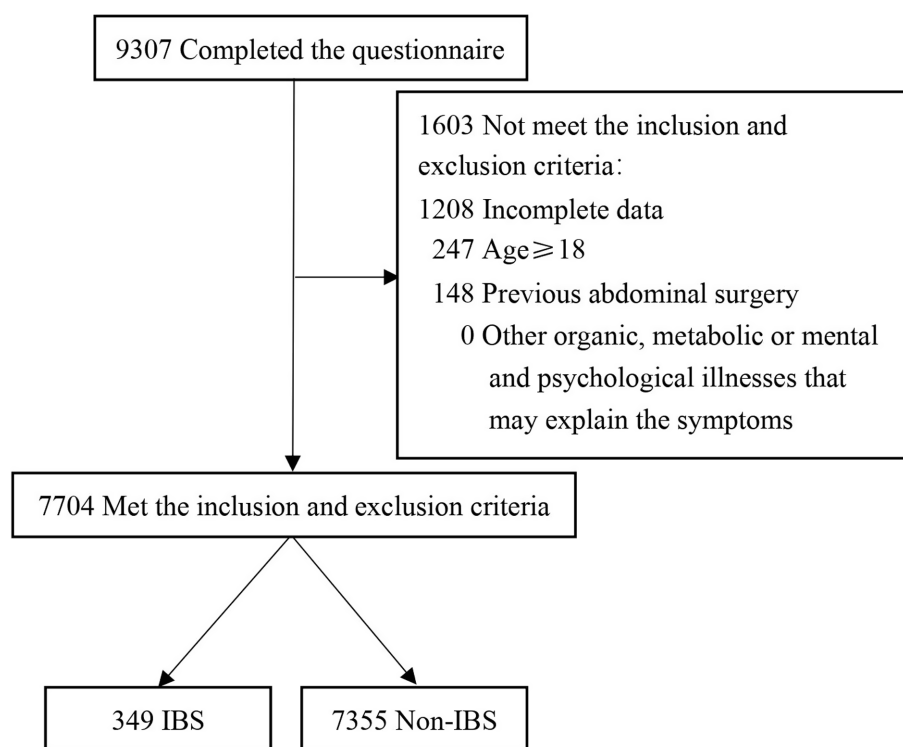 9307 Completed the questionnaire
1603 Not meet the inclusion and
exclusion criteria:
1208 Incomplete data
247 Age⩾18
148 Previous abdominal surgery
0 Other organic, metabolic or mental
and psychological illnesses that
may explain the symptoms
7704 Met the inclusion and exclusion criteria
349 IBS
7355 Non-IBS